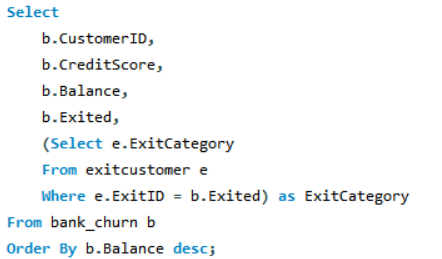 Select
    b.CustomerID,
    b.CreditScore,
    b.Balance,
    b.Exited,
    (Select e.ExitCategory
    From exitcustomer e
    Where e.ExitID = b.Exited) as ExitCategory
From bank_churn b
Order By b.Balance desc;